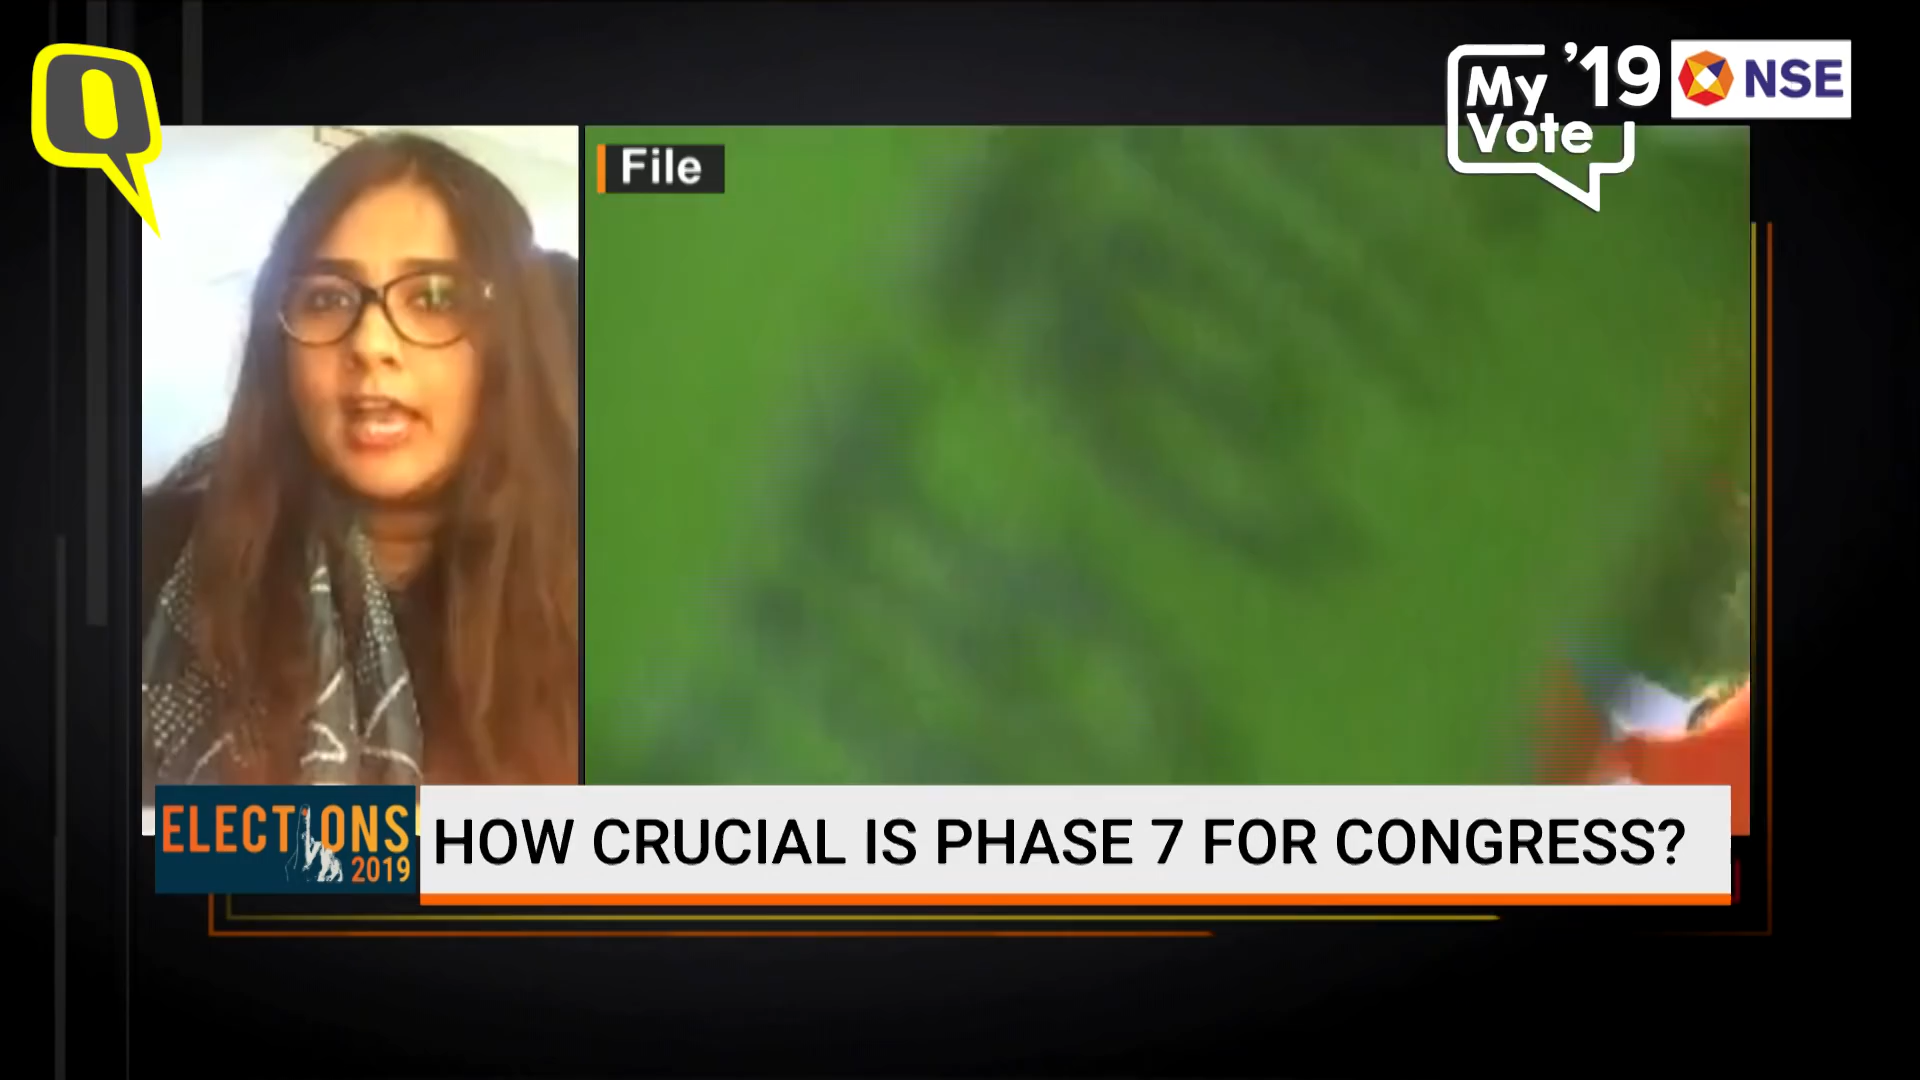 Q
My '19
Vote
NSE
File
ELECTIONS
2019
HOW CRUCIAL IS PHASE 7 FOR CONGRESS?